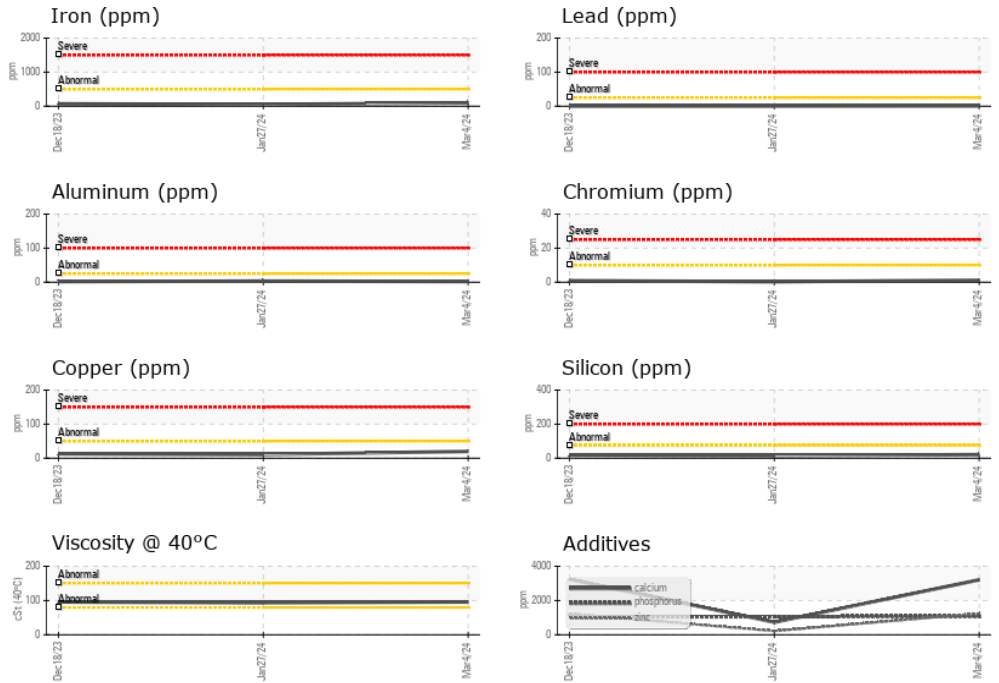 Iron (ppm)
2000
1000
0
ppm
Severe
Abnormal
Dec18/23
Jan27/24
Mar4/24
Lead (ppm)
200
100
0
ppm
Severe
Abnormal
Dec18/23
Jan27/24
Mar4/24
Aluminum (ppm)
200
100
0
ppm
Severe
Abnormal
Dec18/23
Jan27/24
Mar4/24
Chromium (ppm)
40
20
0
ppm
Severe
Abnormal
Dec18/23
Jan27/24
Mar4/24
Copper (ppm)
200
100
0
ppm
Severe
Abnormal
Dec18/23
Jan27/24
Mar4/24
Silicon (ppm)
400
200
0
ppm
Severe
Abnormal
Dec18/23
Jan27/24
Mar4/24
Viscosity @ 40°C
200
100
0
cSt (40°C)
Abnormal
Abnormal
Dec18/23
Jan27/24
Mar4/24
Additives
4000
2000
0
ppm
calcium
phosphorus
zinc
Dec18/23
Jan27/24
Mar4/24